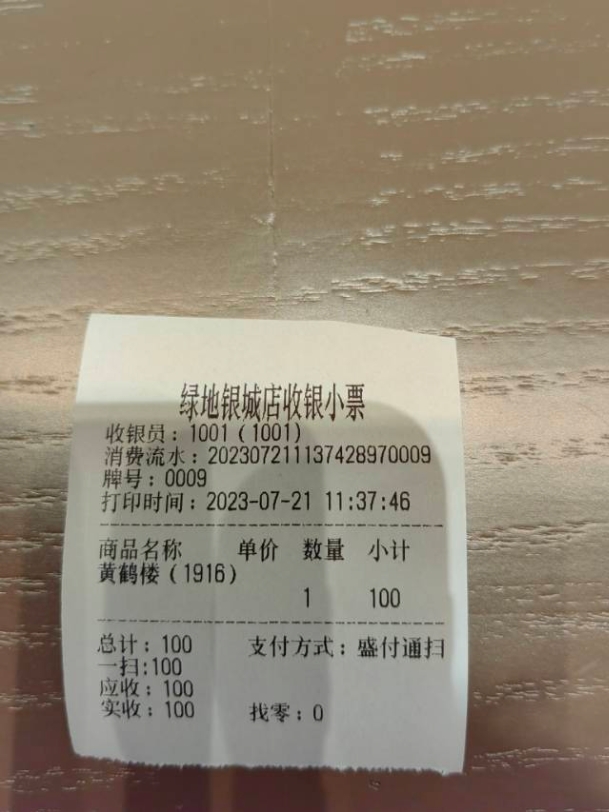 绿地银城店收银小票
收银员：1001（1001）
消费流水：202307211137428970009
牌号：0009
打印时间：2023-07-21 11:37:46
商品名称 单价 数量 小计
黄鹤楼（1916）
1 100
总计：100 支付方式：盛付通扫
一扫:100
应收：100
实收：100 找零：0